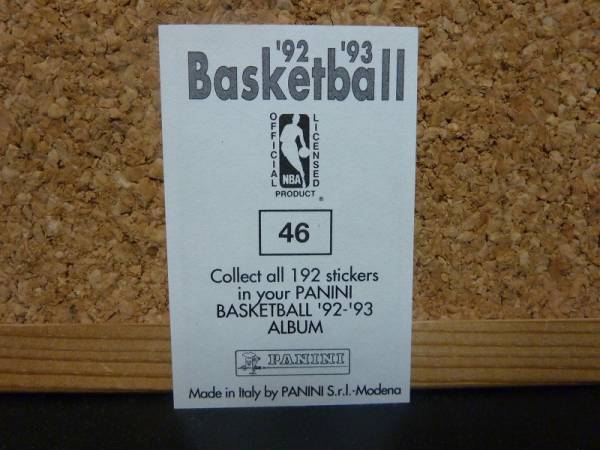 '92 '93
Basketball
OFFICIAL
LICENSED
NBA
PRODUCT ®
46
Collect all 192 stickers
in your PANINI
BASKETBALL '92-'93
ALBUM
PANINI
Made in Italy by PANINI S.r.l.-Modena